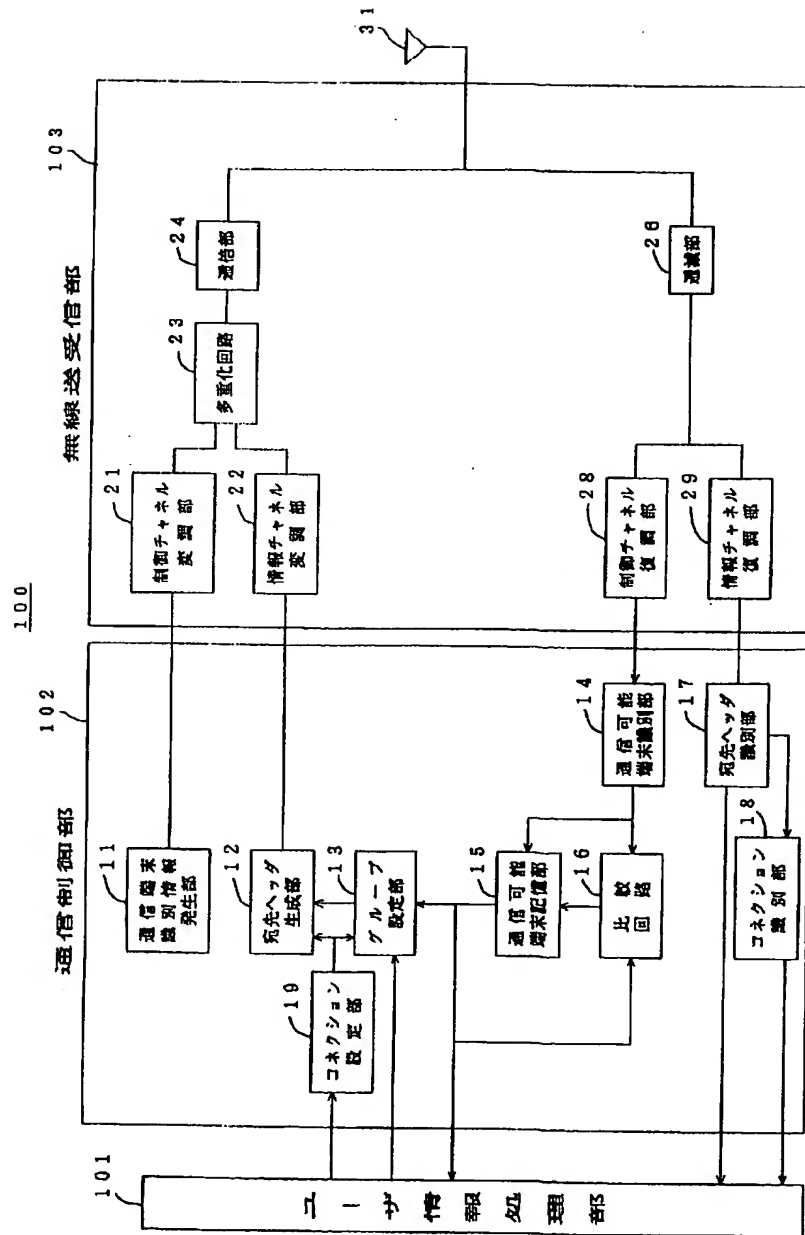 100
101
ユーザ情報処理部
通信制御部
102
無線送受信部
103
11
通信端末
識別情報
発生部
21
制御チャネル
変調部
12
宛先ヘッダ
生成部
22
情報チャネル
変調部
23
多重化回路
24
逓倍部
19
コネクション
設定部
13
グループ
設定部
31
15
通信可能
端末記憶部
14
通信可能
端末識別部
16
比較
回路
28
制御チャネル
復調部
26
逓減部
17
宛先ヘッダ
識別部
29
情報チャネル
復調部
18
コネクション
識別部